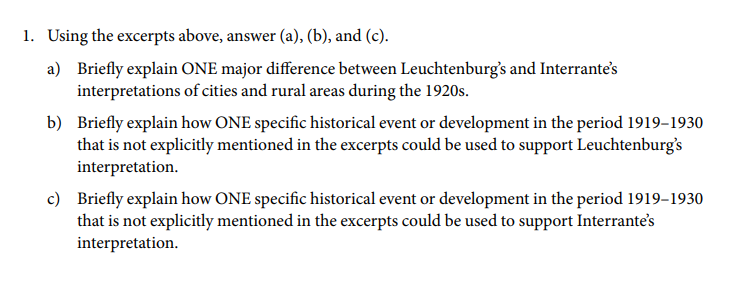 1. Using the excerpts above, answer (a), (b), and (c).
a) Briefly explain ONE major difference between Leuchtenburg's and Interrante's
interpretations of cities and rural areas during the 1920s.
b) Briefly explain how ONE specific historical event or development in the period 1919–1930
that is not explicitly mentioned in the excerpts could be used to support Leuchtenburg's
interpretation.
c) Briefly explain how ONE specific historical event or development in the period 1919–1930
that is not explicitly mentioned in the excerpts could be used to support Interrante's
interpretation.